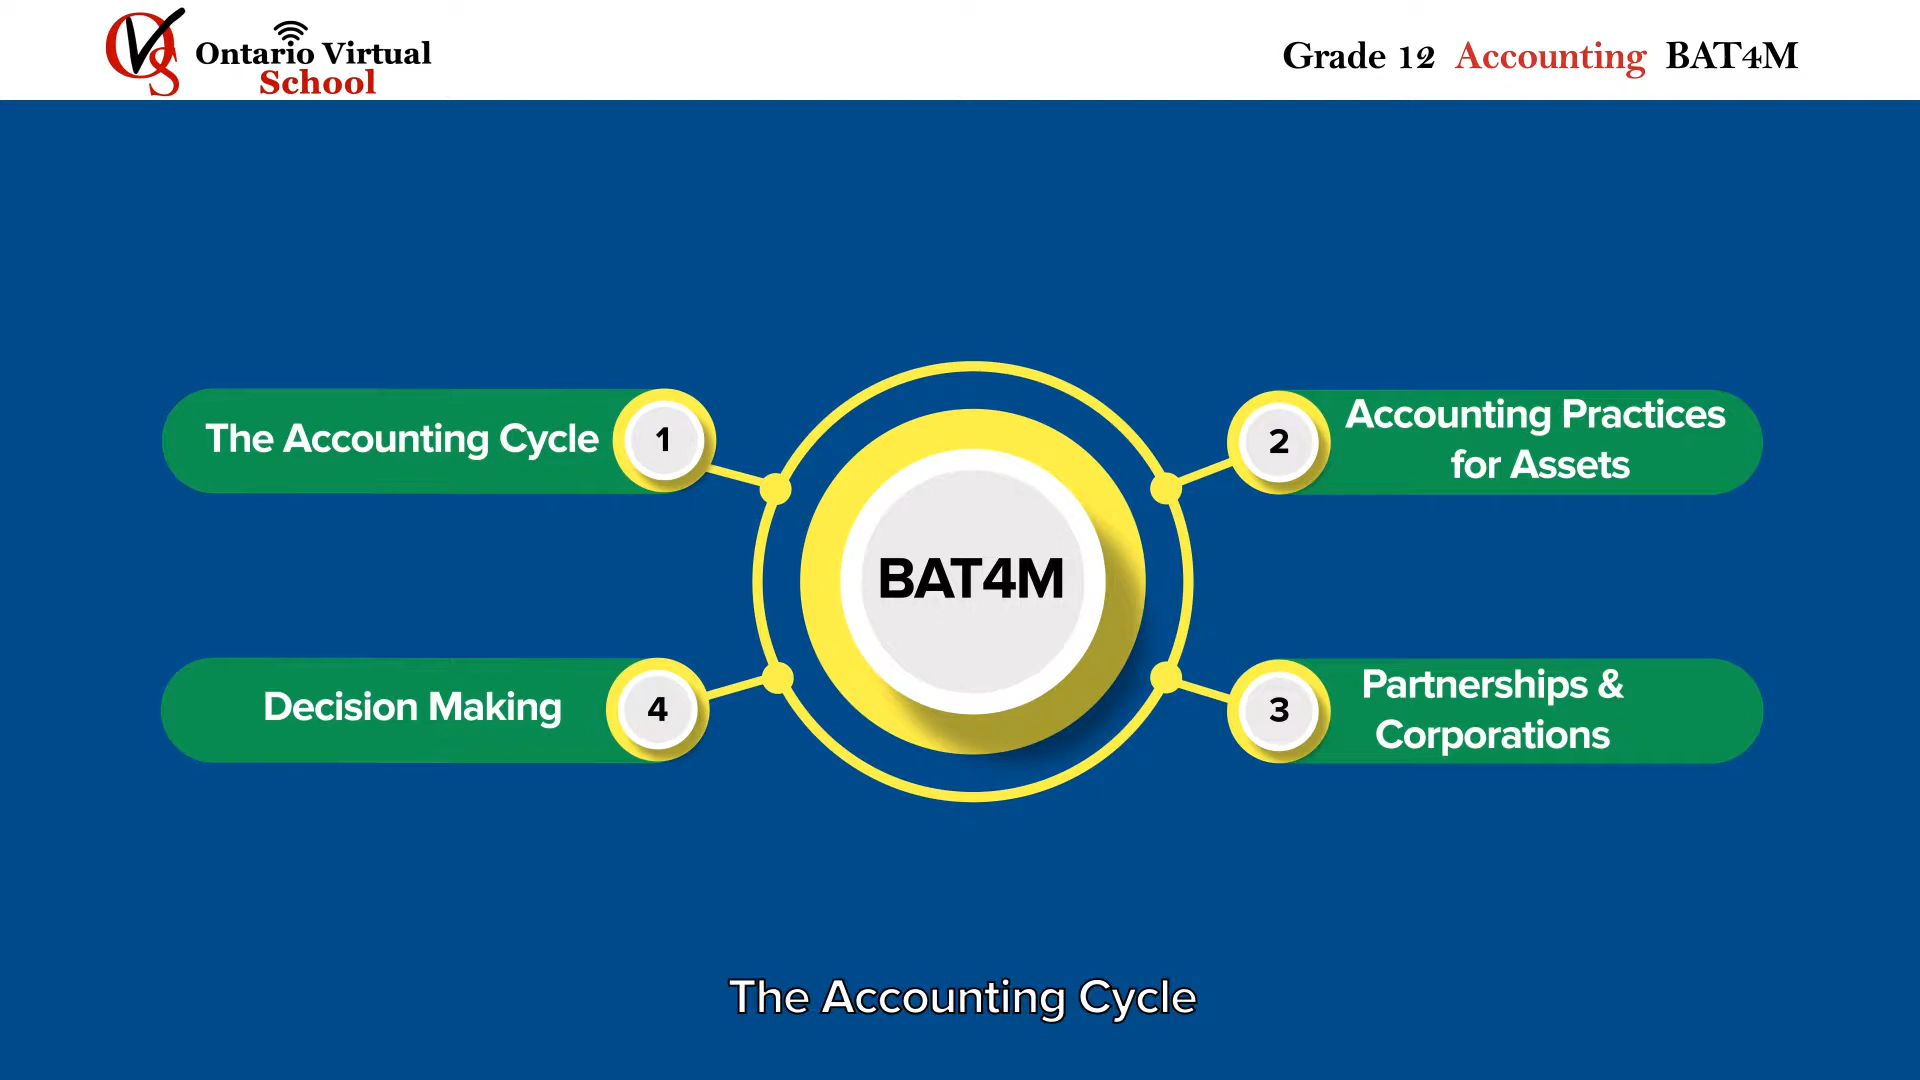 Ontario Virtual
School
Grade 12 Accounting BAT4M
The Accounting Cycle
1
2
Accounting Practices
for Assets
BAT4M
Decision Making
4
3
Partnerships &
Corporations
The Accounting Cycle